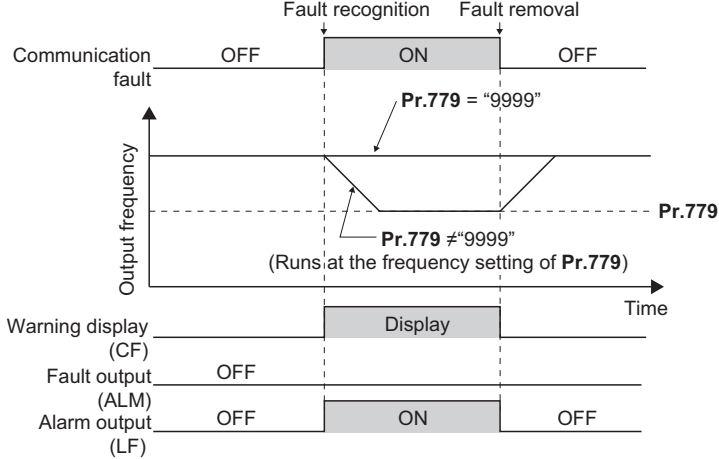 Fault recognition Fault removal
Communication fault
OFF ON OFF
Pr.779 = “9999”
Output frequency
Pr.779
Pr.779 ≠“9999”
(Runs at the frequency setting of Pr.779)
Time
Warning display
(CF)
Display
Fault output
(ALM)
OFF
Alarm output
(LF)
OFF ON OFF